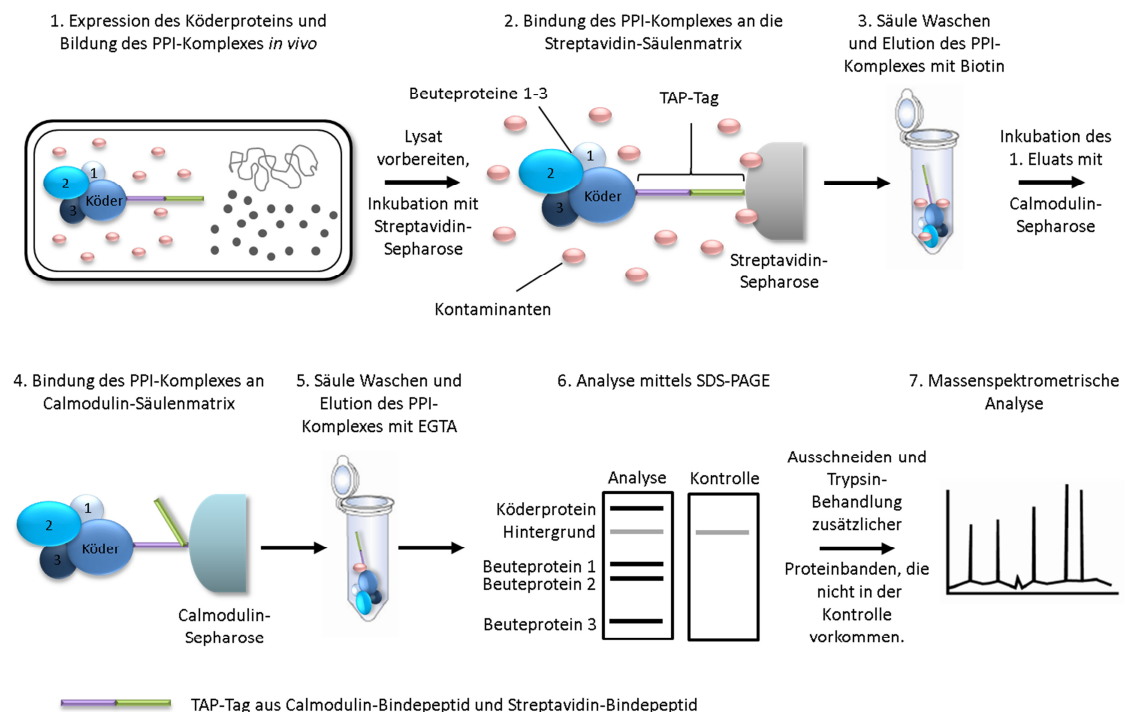 1. Expression des Köderproteins und
Bildung des PPI-Komplexes in vivo
2. Bindung des PPI-Komplexes an die
Streptavidin-Säulenmatrix
3. Säule Waschen
und Elution des PPI-
Komplexes mit Biotin
1
2
3
Köder
Lysat
vorbereiten,
Inkubation mit
Streptavidin-
Sepharose
Beuteproteine 1-3
TAP-Tag
1
2
3
Köder
Kontaminanten
Streptavidin-
Sepharose
Inkubation des
1. Eluats mit
Calmodulin-
Sepharose
4. Bindung des PPI-Komplexes an
Calmodulin-Säulenmatrix
5. Säule Waschen und
Elution des PPI-
Komplexes mit EGTA
6. Analyse mittels SDS-PAGE
7. Massenspektrometrische
Analyse
1
2
3
Köder
Calmodulin-
Sepharose
Analyse
Kontrolle
Köderprotein
Hintergrund
Beuteprotein 1
Beuteprotein 2
Beuteprotein 3
Ausschneiden und
Trypsin-
Behandlung
zusätzlicher
Proteinbanden, die
nicht in der
Kontrolle
vorkommen.
TAP-Tag aus Calmodulin-Bindepeptid und Streptavidin-Bindepeptid